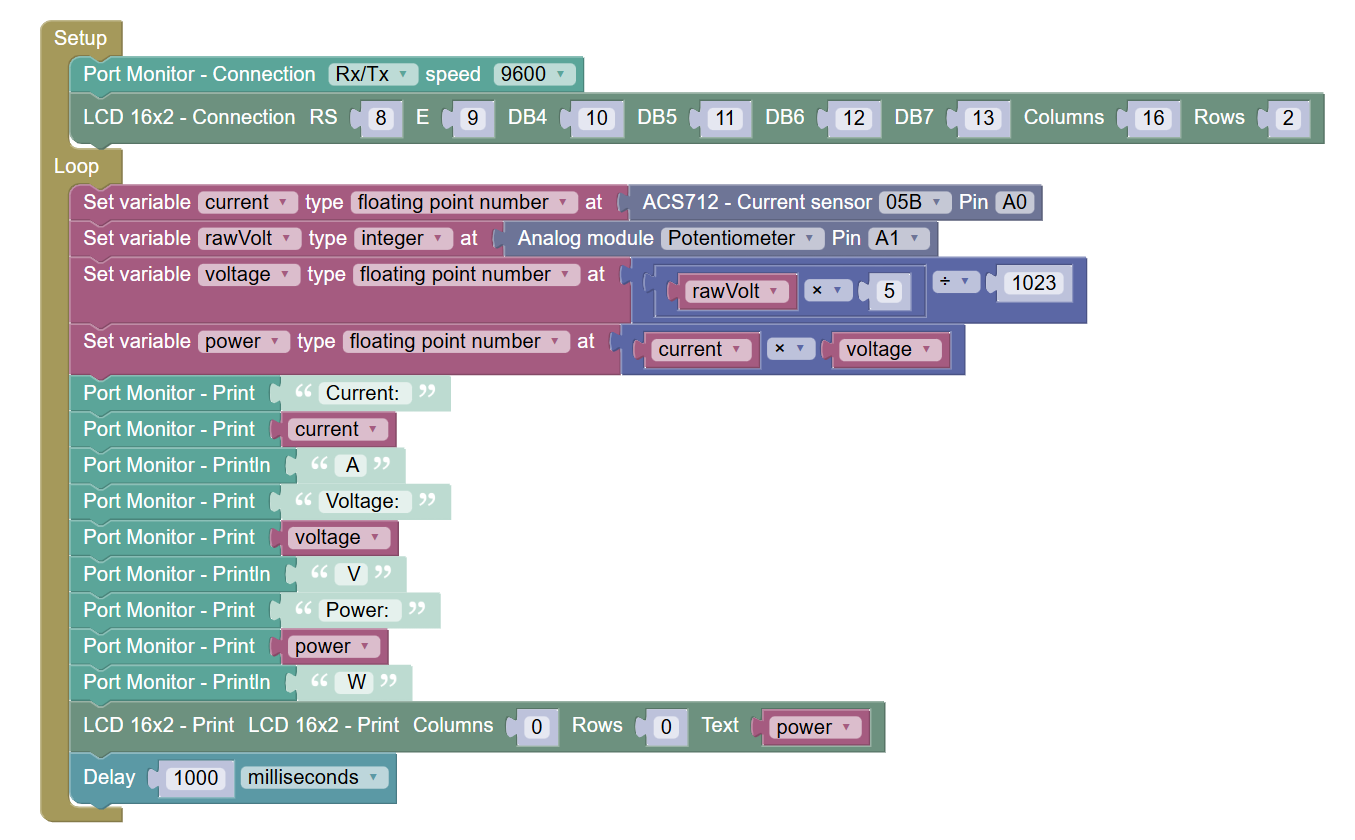 Setup
Port Monitor - Connection Rx/Tx speed 9600
LCD 16x2 - Connection RS 8 E 9 DB4 10 DB5 11 DB6 12 DB7 13 Columns 16 Rows 2
Loop
Set variable current type floating point number at ACS712 - Current sensor 05B Pin A0
Set variable rawVolt type integer at Analog module Potentiometer Pin A1
Set variable voltage type floating point number at rawVolt × 5 ÷ 1023
Set variable power type floating point number at current × voltage
Port Monitor - Print “ Current: ”
Port Monitor - Print current
Port Monitor - Println “ A ”
Port Monitor - Print “ Voltage: ”
Port Monitor - Print voltage
Port Monitor - Println “ V ”
Port Monitor - Print “ Power: ”
Port Monitor - Print power
Port Monitor - Println “ W ”
LCD 16x2 - Print LCD 16x2 - Print Columns 0 Rows 0 Text power
Delay 1000 milliseconds